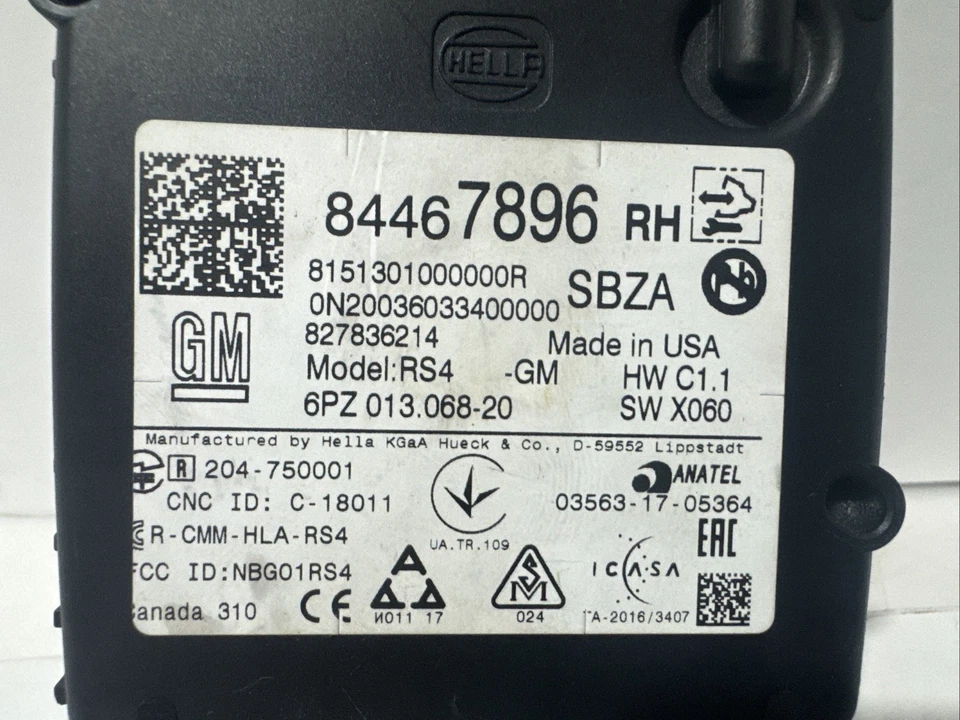 HELLA
84467896 RH
8151301000000R
0N20036033400000 SBZA
GM
827836214 Made in USA
Model:RS4 -GM HW C1.1
6PZ 013.068-20 SW X060
Manufactured by Hella KGaA Hueck & Co., D-59552 Lippstadt
R 204-750001 ANATEL
CNC ID: C-18011 03563-17-05364
R-CMM-HLA-RS4 UA.TR.109 EAC
FCC ID:NBG01RS4 ICASA
Canada 310 CE И011 17 024 TA-2016/3407